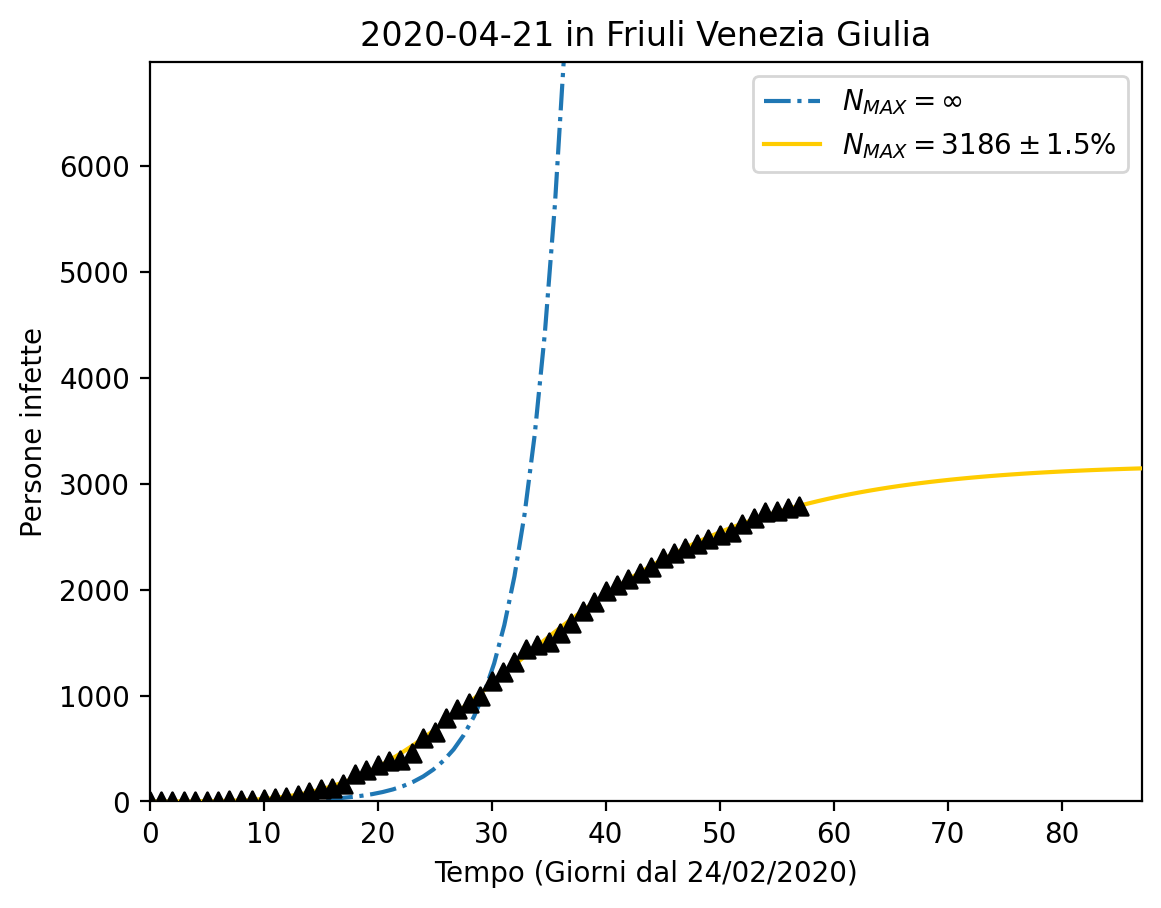 2020-04-21 in Friuli Venezia Giulia
N_MAX = ∞
N_MAX = 3186 ± 1.5%
6000
5000
4000
3000
2000
1000
0
Persone infette
0 10 20 30 40 50 60 70 80
Tempo (Giorni dal 24/02/2020)